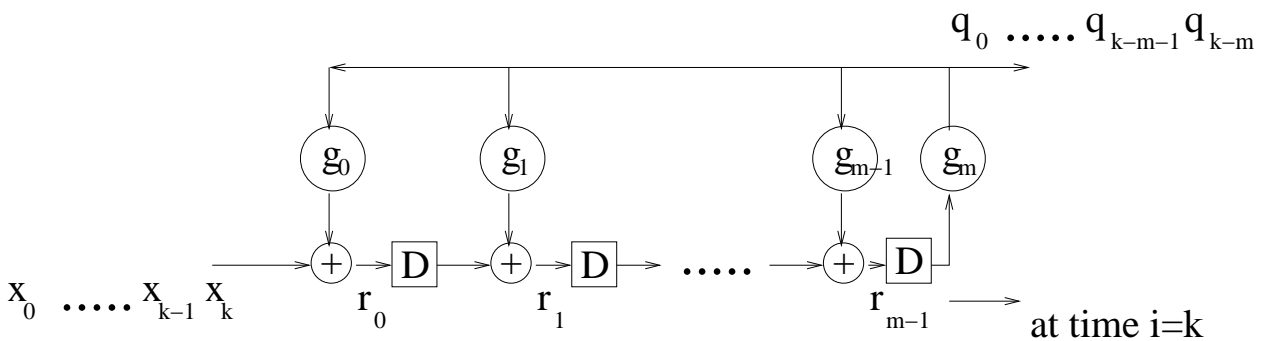 q₀ ..... qₖ₋ₘ₋₁ qₖ₋ₘ
g₀ g₁ gₘ₋₁ gₘ
+ D + D ..... + D
x₀ ..... xₖ₋₁ xₖ r₀ r₁ rₘ₋₁
at time i=k